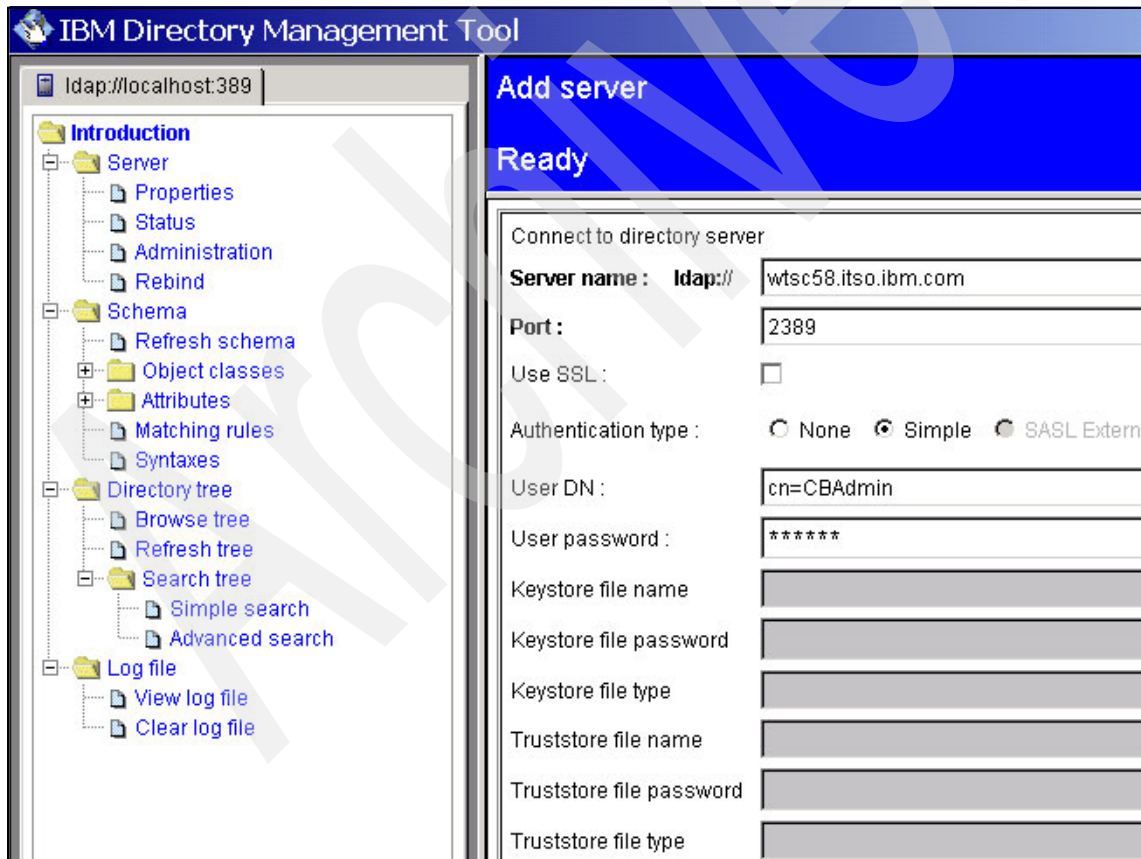 IBM Directory Management Tool
ldap://localhost:389
Introduction
Server
Properties
Status
Administration
Rebind
Schema
Refresh schema
Object classes
Attributes
Matching rules
Syntaxes
Directory tree
Browse tree
Refresh tree
Search tree
Simple search
Advanced search
Log file
View log file
Clear log file
Add server
Ready
Connect to directory server
Server name : ldap:// wtsc58.itso.ibm.com
Port : 2389
Use SSL :
Authentication type : None Simple SASL Extern
User DN : cn=CBAdmin
User password : ******
Keystore file name
Keystore file password
Keystore file type
Truststore file name
Truststore file password
Truststore file type
Archive